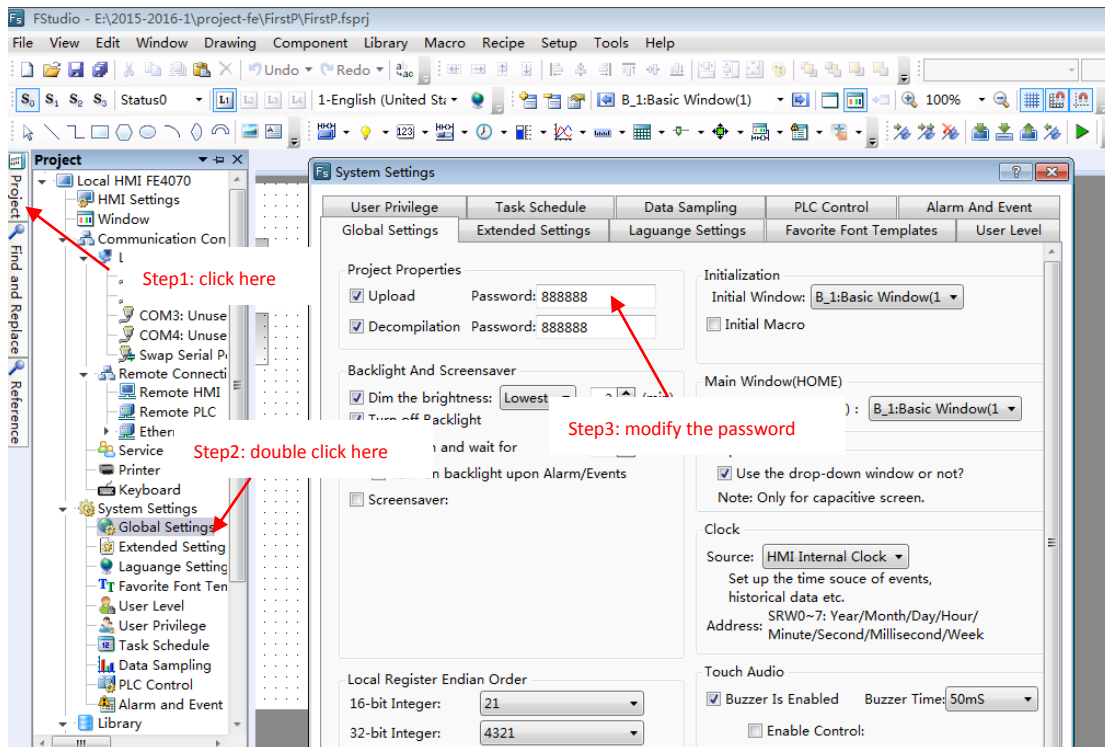 FStudio - E:\2015-2016-1\project-fe\FirstP\FirstP.fsprj
File View Edit Window Drawing Component Library Macro Recipe Setup Tools Help
Undo Redo
S0 S1 S2 S3 Status0 L1 L2 L3 L4 1-English (United Sta B_1:Basic Window(1) 100%
Project
Project
Find and Replace
Reference
Local HMI FE4070
HMI Settings
Window
Communication Con
L
COM3: Unuse
COM4: Unuse
Swap Serial P
Remote Connecti
Remote HMI
Remote PLC
Ether
Service
Printer
Keyboard
System Settings
Global Settings
Extended Setting
Laguange Setting
Favorite Font Ten
User Level
User Privilege
Task Schedule
Data Sampling
PLC Control
Alarm and Event
Library
Step1: click here
Step2: double click here
Step3: modify the password
System Settings
User Privilege Task Schedule Data Sampling PLC Control Alarm And Event
Global Settings Extended Settings Laguange Settings Favorite Font Templates User Level
Project Properties
Upload Password: 888888
Decompilation Password: 888888
Backlight And Screensaver
Dim the brightness: Lowest
Turn off Backlight
and wait for
backlight upon Alarm/Events
Screensaver:
Local Register Endian Order
16-bit Integer: 21
32-bit Integer: 4321
Initialization
Initial Window: B_1:Basic Window(1
Initial Macro
Main Window(HOME)
) : B_1:Basic Window(1
Use the drop-down window or not?
Note: Only for capacitive screen.
Clock
Source: HMI Internal Clock
Set up the time souce of events,
historical data etc.
Address: SRW0~7: Year/Month/Day/Hour/
Minute/Second/Millisecond/Week
Touch Audio
Buzzer Is Enabled Buzzer Time: 50mS
Enable Control: